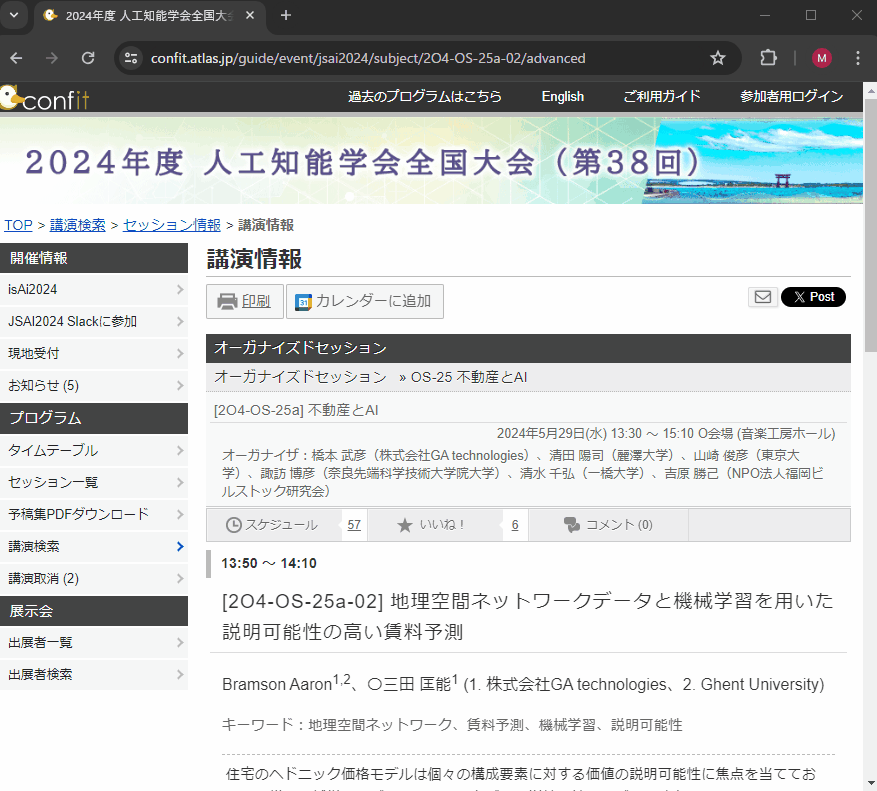 2024年度 人工知能学会全国大
confit.atlas.jp/guide/event/jsai2024/subject/2O4-OS-25a-02/advanced
M
confit
過去のプログラムはこちら English ご利用ガイド 参加者用ログイン
2024年度 人工知能学会全国大会（第38回）
TOP > 講演検索 > セッション情報 > 講演情報
開催情報
isAi2024
JSAI2024 Slackに参加
現地受付
お知らせ (5)
プログラム
タイムテーブル
セッション一覧
予稿集PDFダウンロード
講演検索
講演取消 (2)
展示会
出展者一覧
出展者検索
講演情報
印刷 31 カレンダーに追加 Post
オーガナイズドセッション
オーガナイズドセッション » OS-25 不動産とAI
[2O4-OS-25a] 不動産とAI
2024年5月29日(水) 13:30 ～ 15:10 O会場 (音楽工房ホール)
オーガナイザ：橋本 武彦（株式会社GA technologies）、清田 陽司（麗澤大学）、山崎 俊彦（東京大
学）、諏訪 博彦（奈良先端科学技術大学院大学）、清水 千弘（一橋大学）、吉原 勝己（NPO法人福岡ビ
ルストック研究会）
スケジュール 57 いいね！ 6 コメント (0)
13:50 ～ 14:10
[2O4-OS-25a-02] 地理空間ネットワークデータと機械学習を用いた
説明可能性の高い賃料予測
Bramson Aaron1,2、〇三田 匡能1 (1. 株式会社GA technologies、2. Ghent University)
キーワード：地理空間ネットワーク、賃料予測、機械学習、説明可能性
住宅のヘドニック価格モデルは個々の構成要素に対する価値の説明可能性に焦点を当ててお